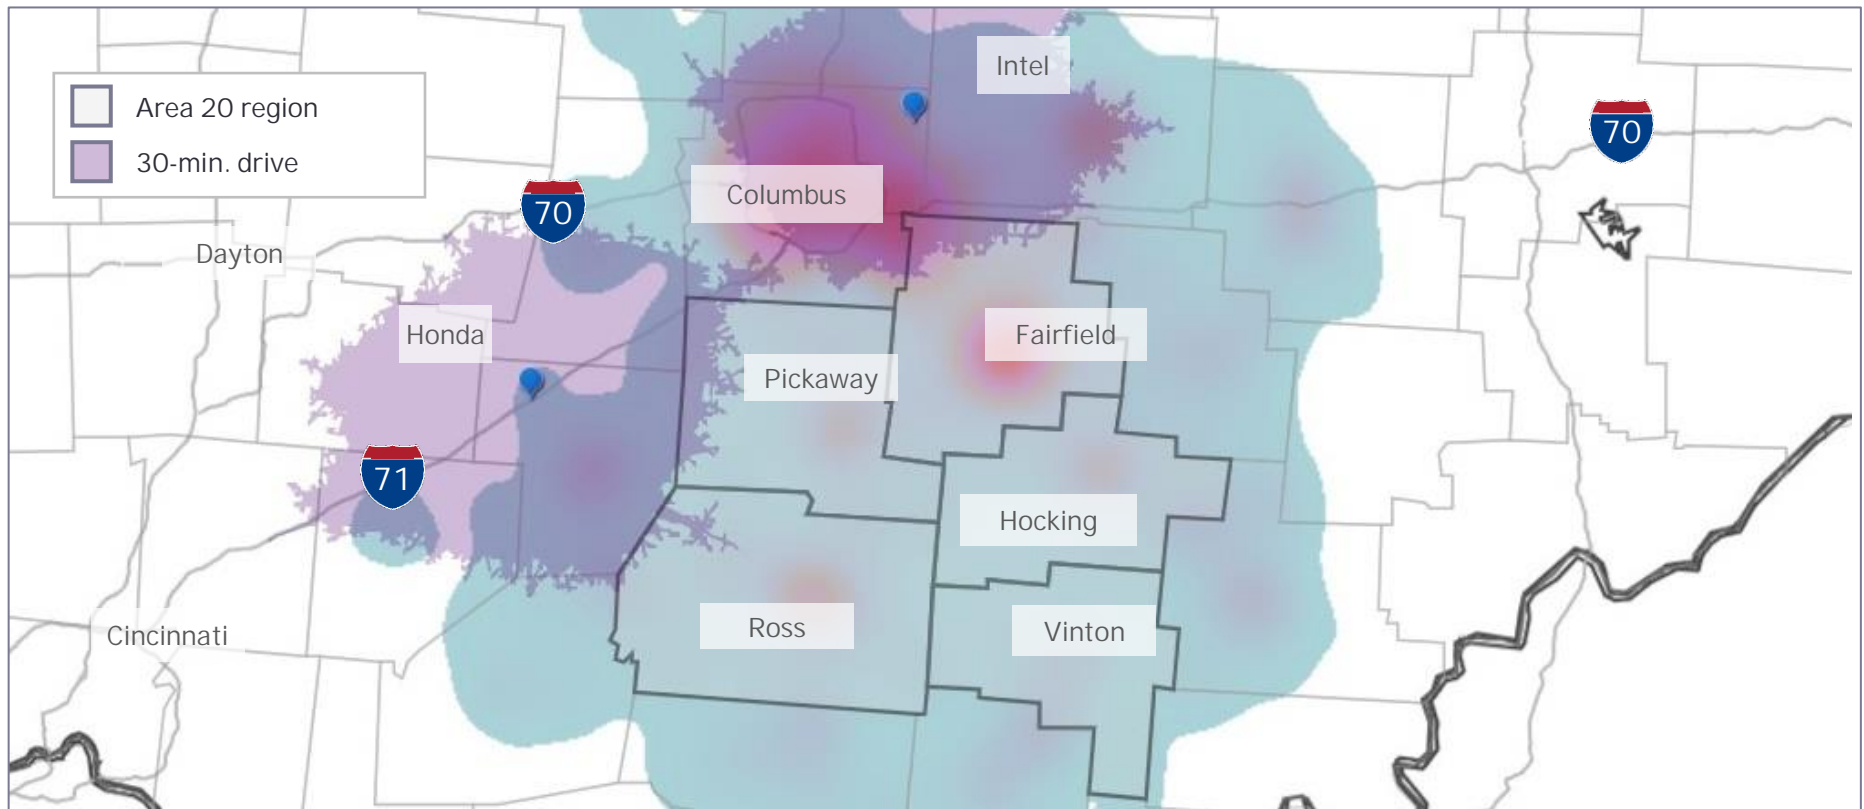 Intel
Area 20 region
70
30-min. drive
Columbus
70
Dayton
Honda
Fairfield
Pickaway
71
Hocking
Ross
Vinton
Cincinnati